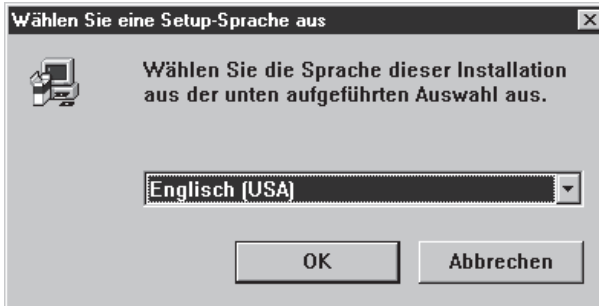 Wählen Sie eine Setup-Sprache aus
Wählen Sie die Sprache dieser Installation
aus der unten aufgeführten Auswahl aus.
Englisch (USA)
OK
Abbrechen